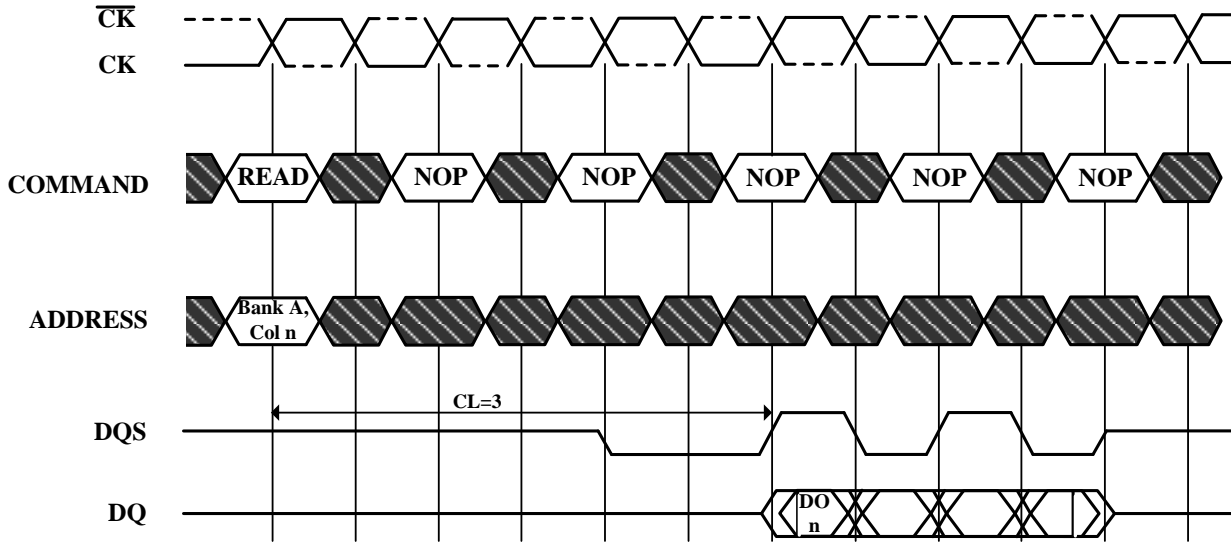 CK
CK
COMMAND
READ
NOP
NOP
NOP
NOP
NOP
ADDRESS
Bank A,
Col n
CL=3
DQS
DQ
DO
n